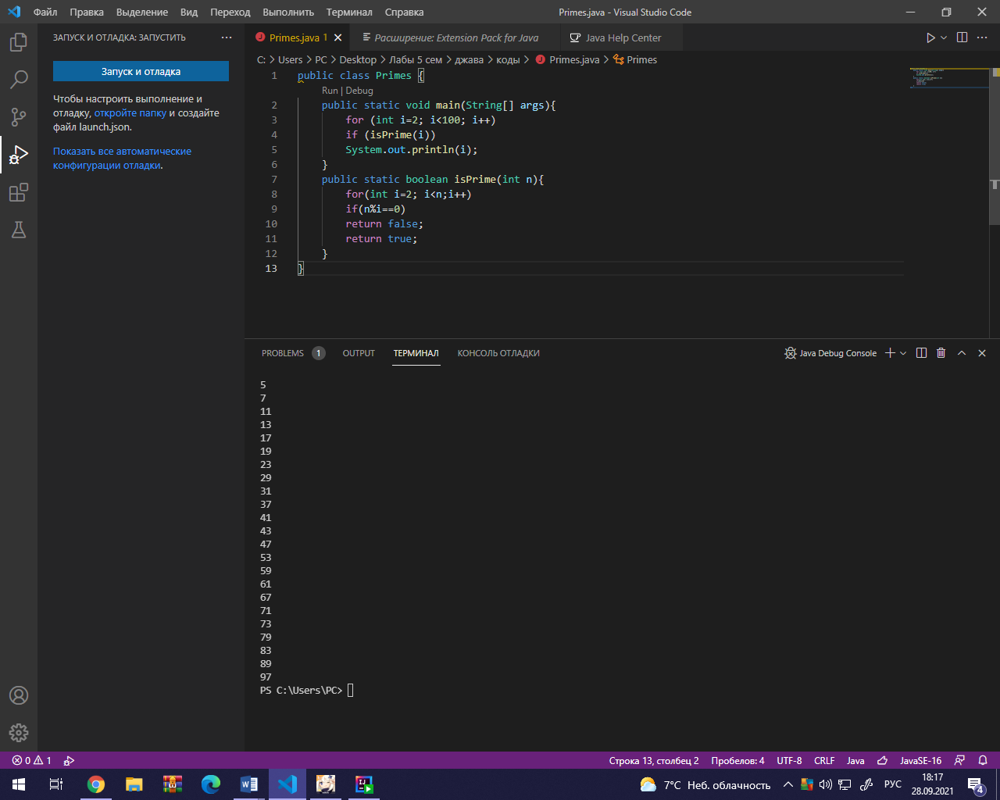 Файл Правка Выделение Вид Переход Выполнить Терминал Справка Primes.java - Visual Studio Code
ЗАПУСК И ОТЛАДКА: ЗАПУСТИТЬ
Запуск и отладка
Чтобы настроить выполнение и
отладку, откройте папку и создайте
файл launch.json.
Показать все автоматические
конфигурации отладки.
Primes.java 1 Расширение: Extension Pack for Java Java Help Center
C: > Users > PC > Desktop > Лабы 5 сем > джава > коды > Primes.java > Primes
1 public class Primes {
Run | Debug
2 public static void main(String[] args){
3 for (int i=2; i<100; i++)
4 if (isPrime(i))
5 System.out.println(i);
6 }
7 public static boolean isPrime(int n){
8 for(int i=2; i<n;i++)
9 if(n%i==0)
10 return false;
11 return true;
12 }
13 }
PROBLEMS 1 OUTPUT ТЕРМИНАЛ КОНСОЛЬ ОТЛАДКИ Java Debug Console
5
7
11
13
17
19
23
29
31
37
41
43
47
53
59
61
67
71
73
79
83
89
97
PS C:\Users\PC>
0 1 Строка 13, столбец 2 Пробелов: 4 UTF-8 CRLF Java JavaSE-16
7°C Неб. облачность РУС 18:17
28.09.2021 4